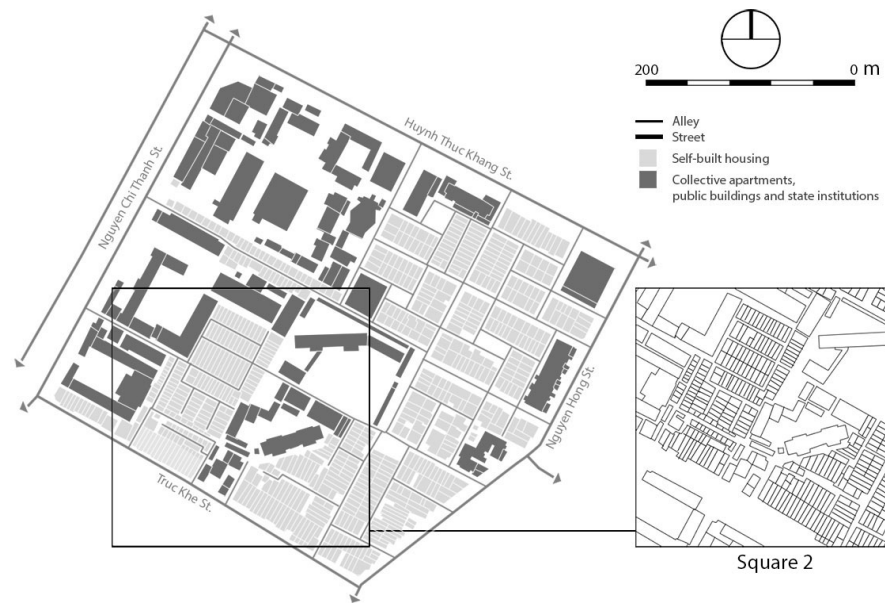 200
0 m
Alley
Street
Self-built housing
Collective apartments,
public buildings and state institutions
Huynh Thuc Khang St.
Nguyen Chi Thanh St.
Nguyen Hong St.
Truc Khe St.
Square 2